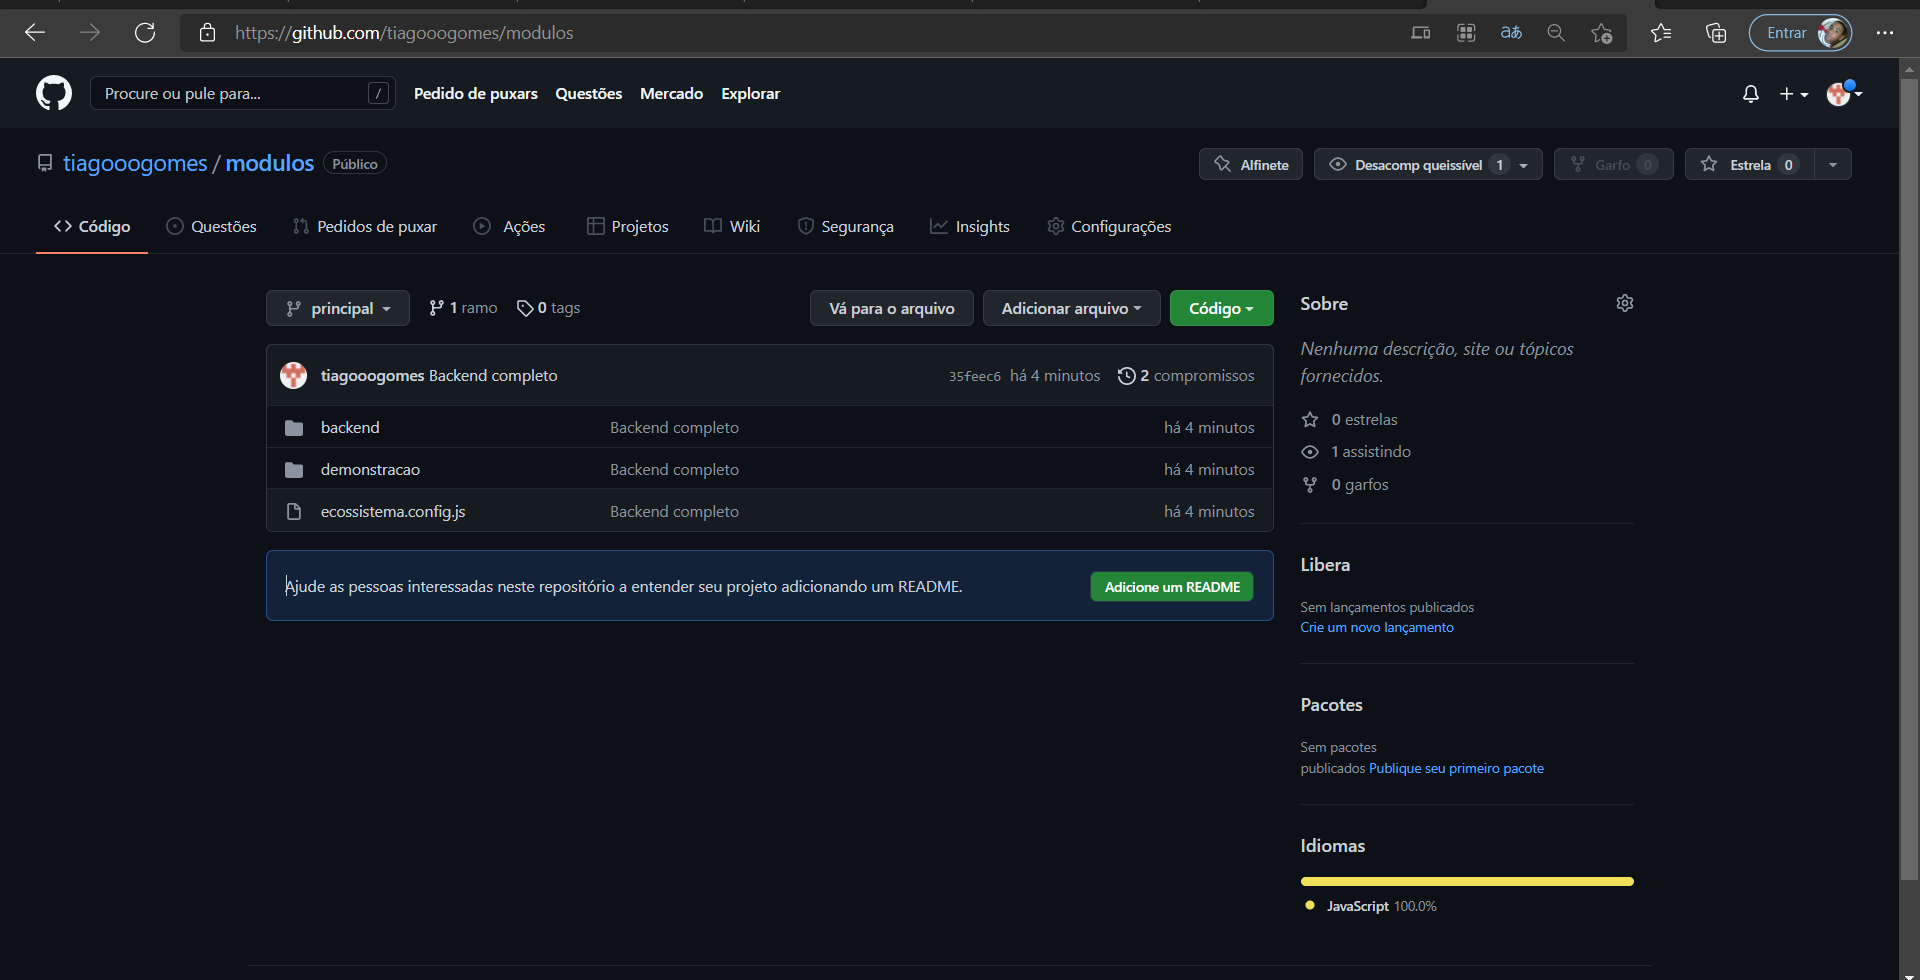 https://github.com/tiagooogomes/modulos
aあ
Entrar
Procure ou pule para...
/
Pedido de puxars
Questões
Mercado
Explorar
tiagooogomes / modulos
Público
Alfinete
Desacomp queissível 1
Garfo 0
Estrela 0
Código
Questões
Pedidos de puxar
Ações
Projetos
Wiki
Segurança
Insights
Configurações
principal
1 ramo
0 tags
Vá para o arquivo
Adicionar arquivo
Código
tiagooogomes Backend completo
35feec6 há 4 minutos
2 compromissos
backend
Backend completo
há 4 minutos
demonstracao
Backend completo
há 4 minutos
ecossistema.config.js
Backend completo
há 4 minutos
Ajude as pessoas interessadas neste repositório a entender seu projeto adicionando um README.
Adicione um README
Sobre
Nenhuma descrição, site ou tópicos
fornecidos.
0 estrelas
1 assistindo
0 garfos
Libera
Sem lançamentos publicados
Crie um novo lançamento
Pacotes
Sem pacotes
publicados Publique seu primeiro pacote
Idiomas
JavaScript 100.0%